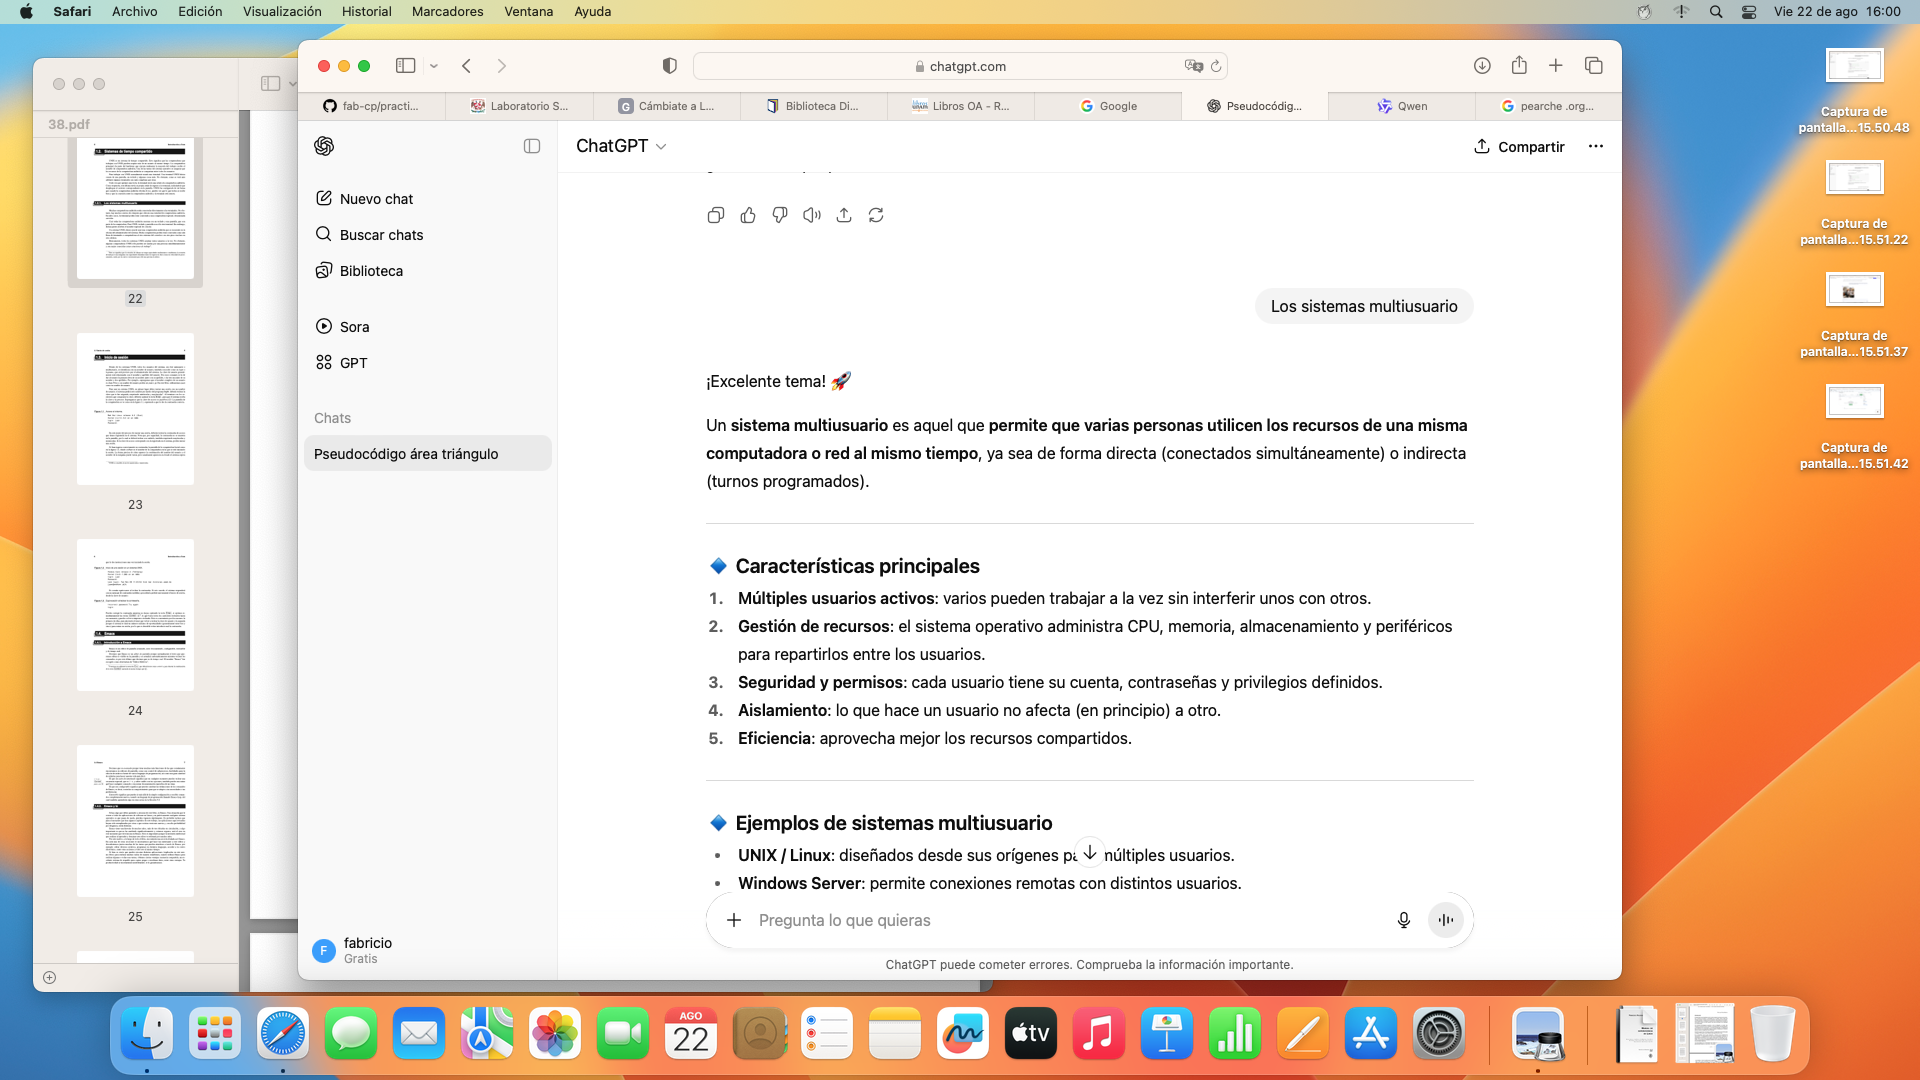 Safari Archivo Edición Visualización Historial Marcadores Ventana Ayuda
Vie 22 de ago 16:00
chatgpt.com
fab-cp/practi...
Laboratorio S...
Cámbiate a L...
Biblioteca Di...
Libros OA - R...
Google
Pseudocódig...
Qwen
pearche .org...
38.pdf
22
23
24
25
Nuevo chat
Buscar chats
Biblioteca
Sora
GPT
Chats
Pseudocódigo área triángulo
F
fabricio
Gratis
ChatGPT
Compartir
Los sistemas multiusuario
¡Excelente tema! 🚀
Un sistema multiusuario es aquel que permite que varias personas utilicen los recursos de una misma
computadora o red al mismo tiempo, ya sea de forma directa (conectados simultáneamente) o indirecta
(turnos programados).
Características principales
1. Múltiples usuarios activos: varios pueden trabajar a la vez sin interferir unos con otros.
2. Gestión de recursos: el sistema operativo administra CPU, memoria, almacenamiento y periféricos
para repartirlos entre los usuarios.
3. Seguridad y permisos: cada usuario tiene su cuenta, contraseñas y privilegios definidos.
4. Aislamiento: lo que hace un usuario no afecta (en principio) a otro.
5. Eficiencia: aprovecha mejor los recursos compartidos.
Ejemplos de sistemas multiusuario
• UNIX / Linux: diseñados desde sus orígenes múltiples usuarios.
• Windows Server: permite conexiones remotas con distintos usuarios.
Pregunta lo que quieras
ChatGPT puede cometer errores. Comprueba la información importante.
Captura de
pantalla...15.50.48
Captura de
pantalla...15.51.22
Captura de
pantalla...15.51.37
Captura de
pantalla...15.51.42
AGO
22
tv